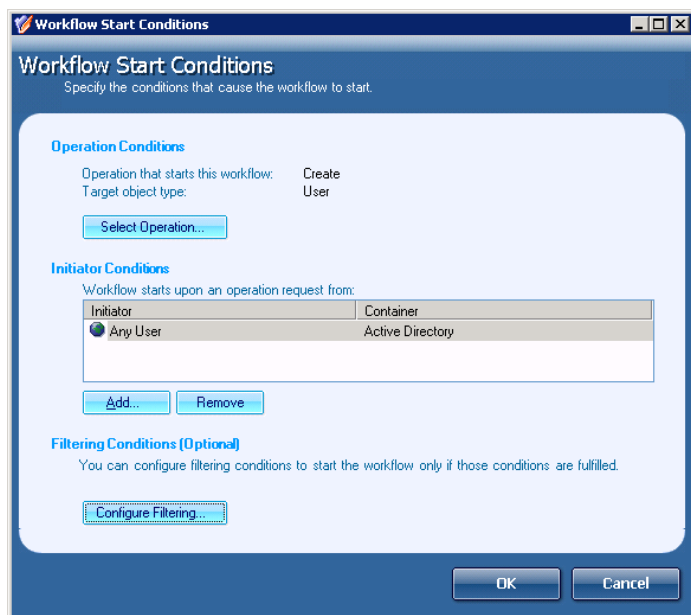 Workflow Start Conditions
Workflow Start Conditions
Specify the conditions that cause the workflow to start.
Operation Conditions
Operation that starts this workflow: Create
Target object type: User
Select Operation...
Initiator Conditions
Workflow starts upon an operation request from:
Initiator Container
Any User Active Directory
Add... Remove
Filtering Conditions (Optional)
You can configure filtering conditions to start the workflow only if those conditions are fulfilled.
Configure Filtering...
OK Cancel